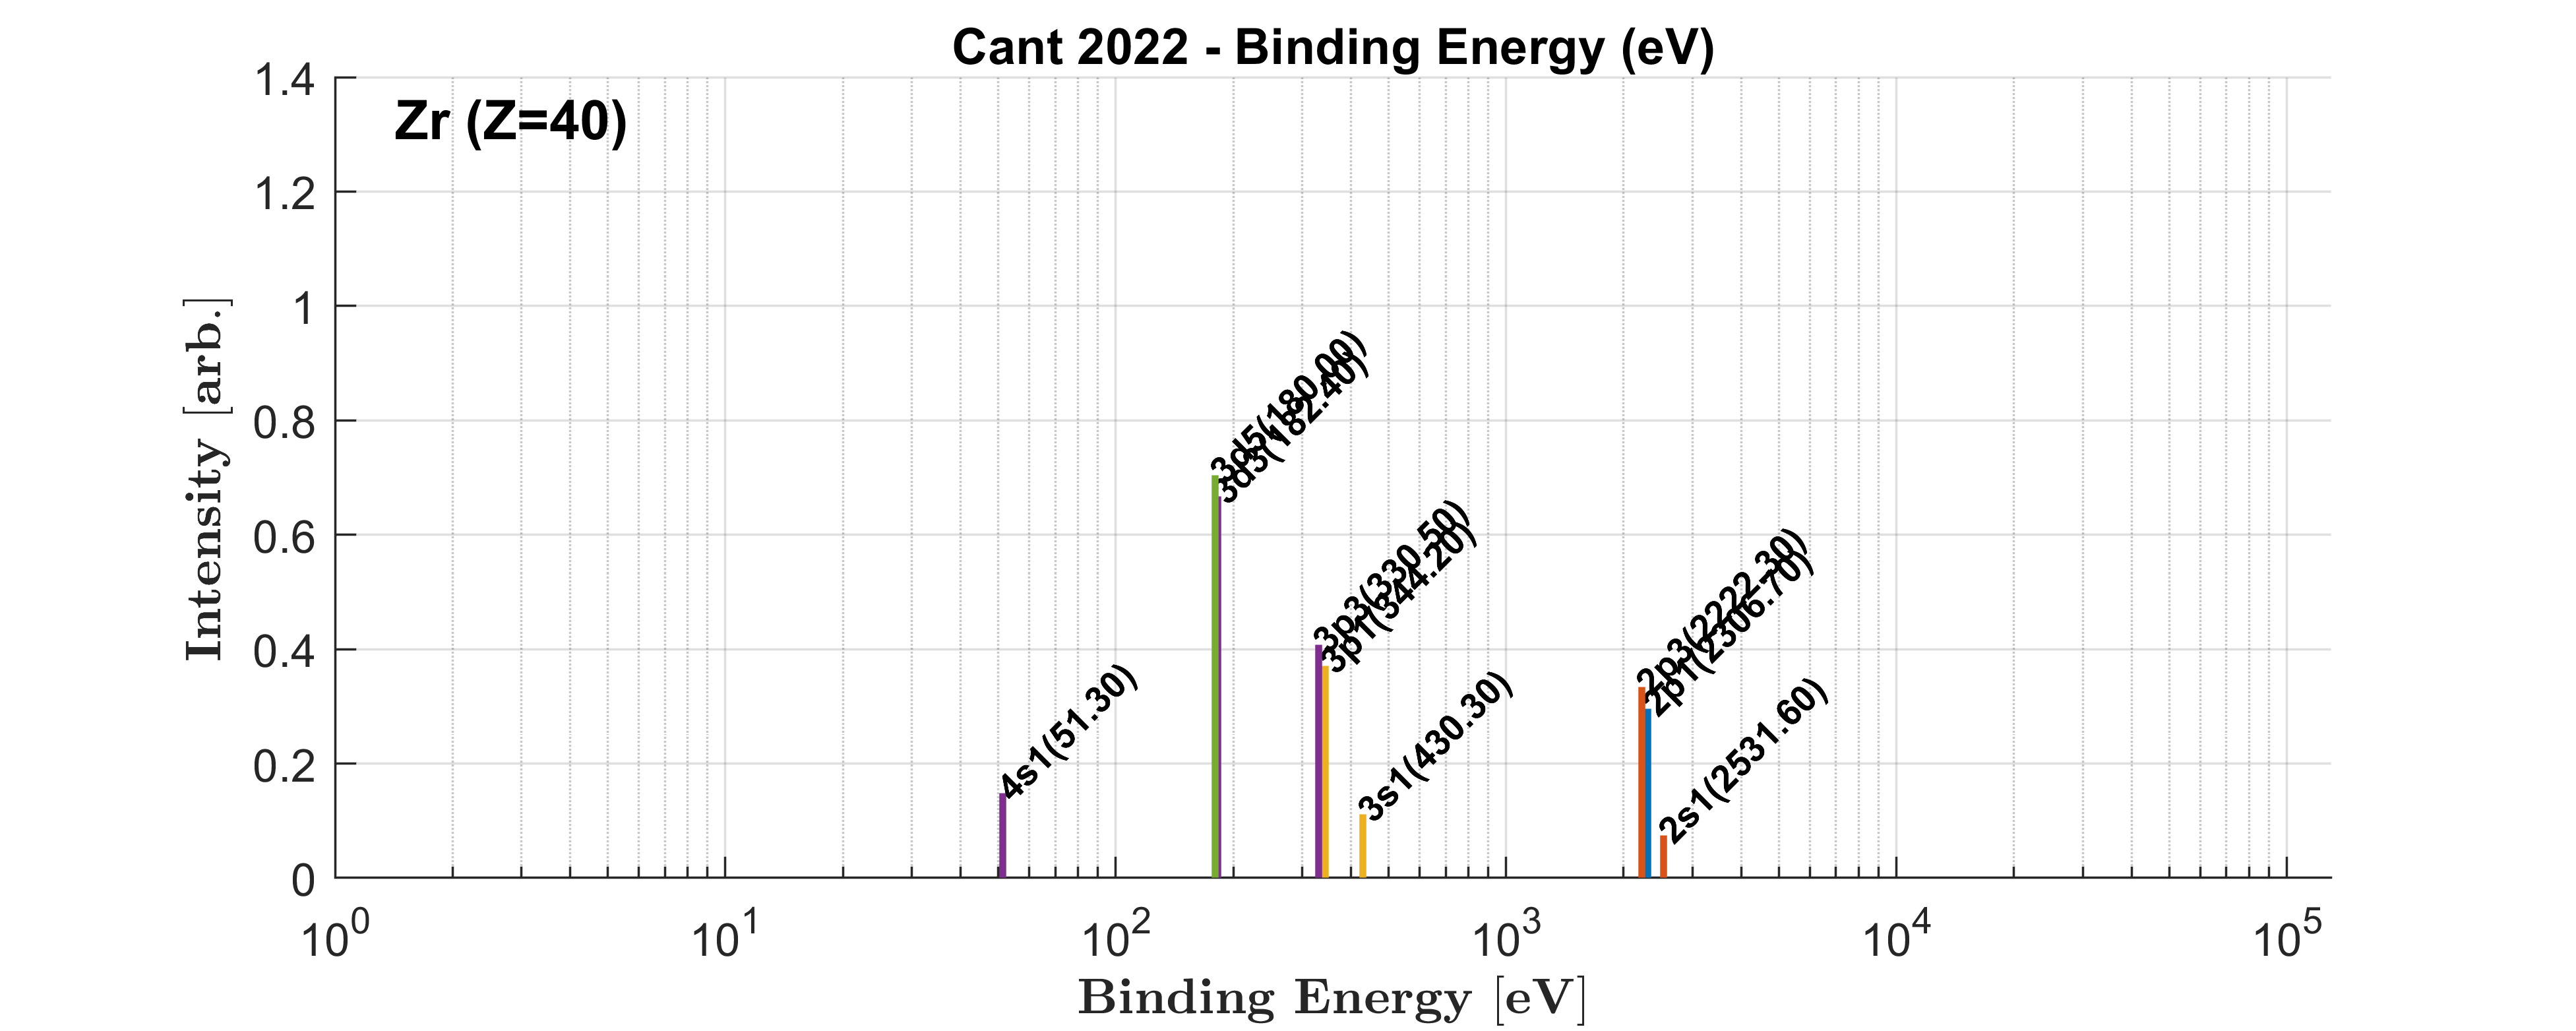 Cant 2022 - Binding Energy (eV)
Zr (Z=40)
Intensity [arb.]
1.4
1.2
1
0.8
0.6
0.4
0.2
0
4s1(51.30)
3d5(180.00)
3d3(182.40)
3p3(330.50)
3p1(344.20)
3s1(430.30)
2p3(2222.30)
2p1(2306.70)
2s1(2531.60)
10^0
10^1
10^2
10^3
10^4
10^5
Binding Energy [eV]